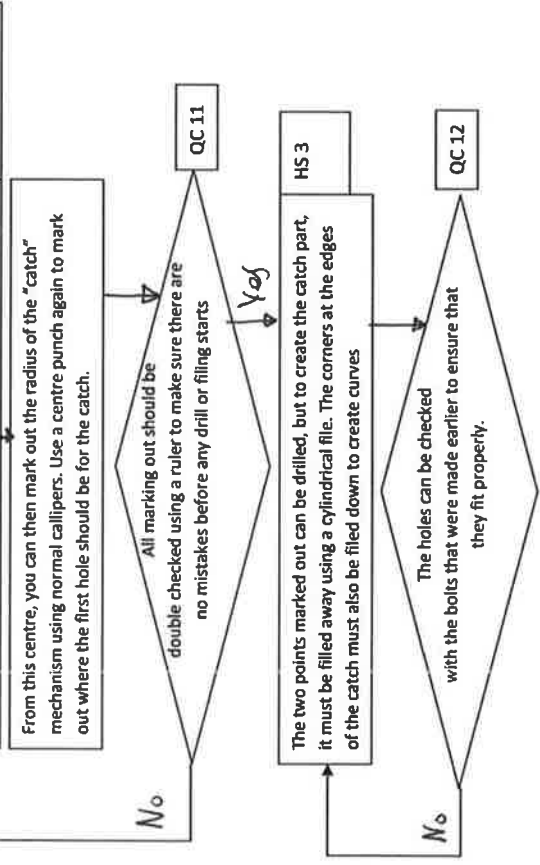 From this centre, you can then mark out the radius of the "catch"
mechanism using normal callipers. Use a centre punch again to mark
out where the first hole should be for the catch.
All marking out should be
double checked using a ruler to make sure there are
no mistakes before any drill or filing starts
QC 11
No
Yes
HS 3
The two points marked out can be drilled, but to create the catch part,
it must be filled away using a cylindrical file. The corners at the edges
of the catch must also be filed down to create curves
The holes can be checked
with the bolts that were made earlier to ensure that
they fit properly.
QC 12
No